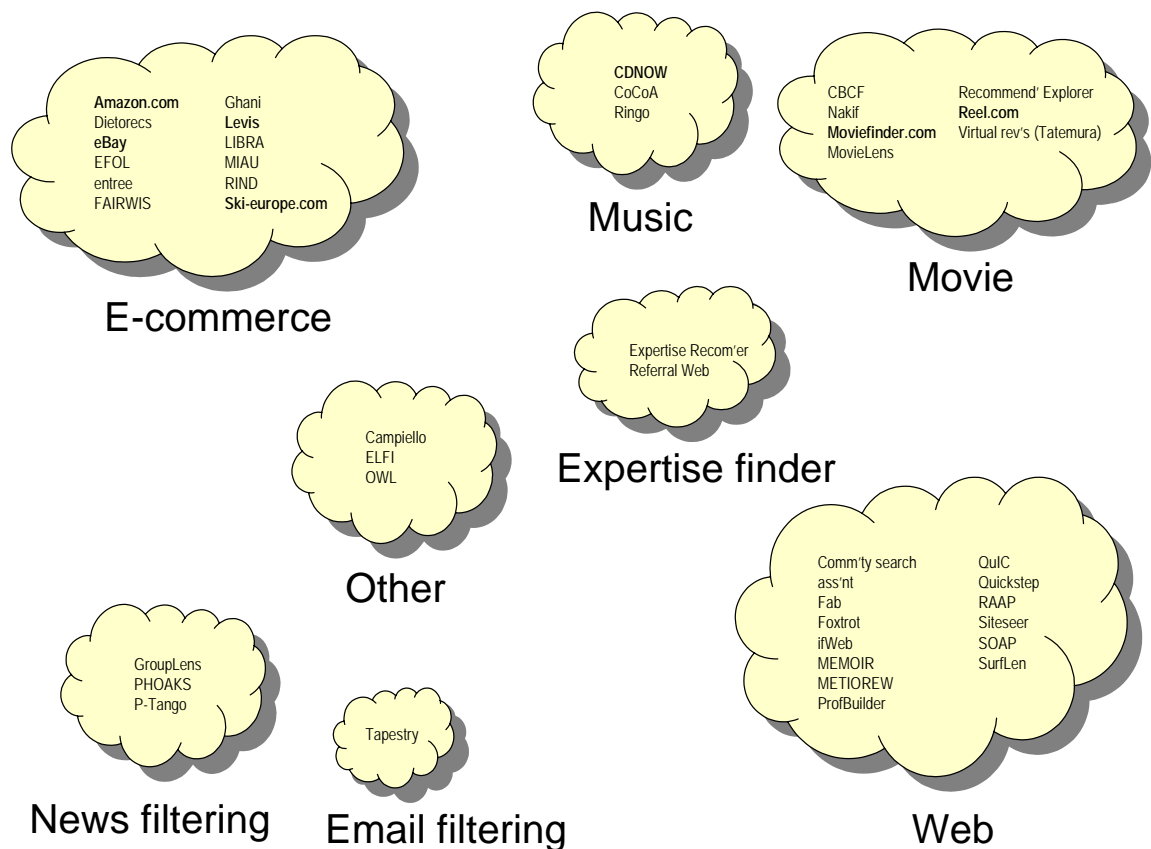 Amazon.com
Dietorecs
eBay
EFOL
entree
FAIRWIS
Ghani
Levis
LIBRA
MIAU
RIND
Ski-europe.com
E-commerce
CDNOW
CoCoA
Ringo
Music
CBCF
Nakif
Moviefinder.com
MovieLens
Recommend' Explorer
Reel.com
Virtual rev's (Tatemura)
Movie
Expertise Recom'er
Referral Web
Expertise finder
Campiello
ELFI
OWL
Other
Comm'ty search
ass'nt
Fab
Foxtrot
ifWeb
MEMOIR
METIOREW
ProfBuilder
QuIC
Quickstep
RAAP
Siteseer
SOAP
SurfLen
Web
GroupLens
PHOAKS
P-Tango
News filtering
Tapestry
Email filtering